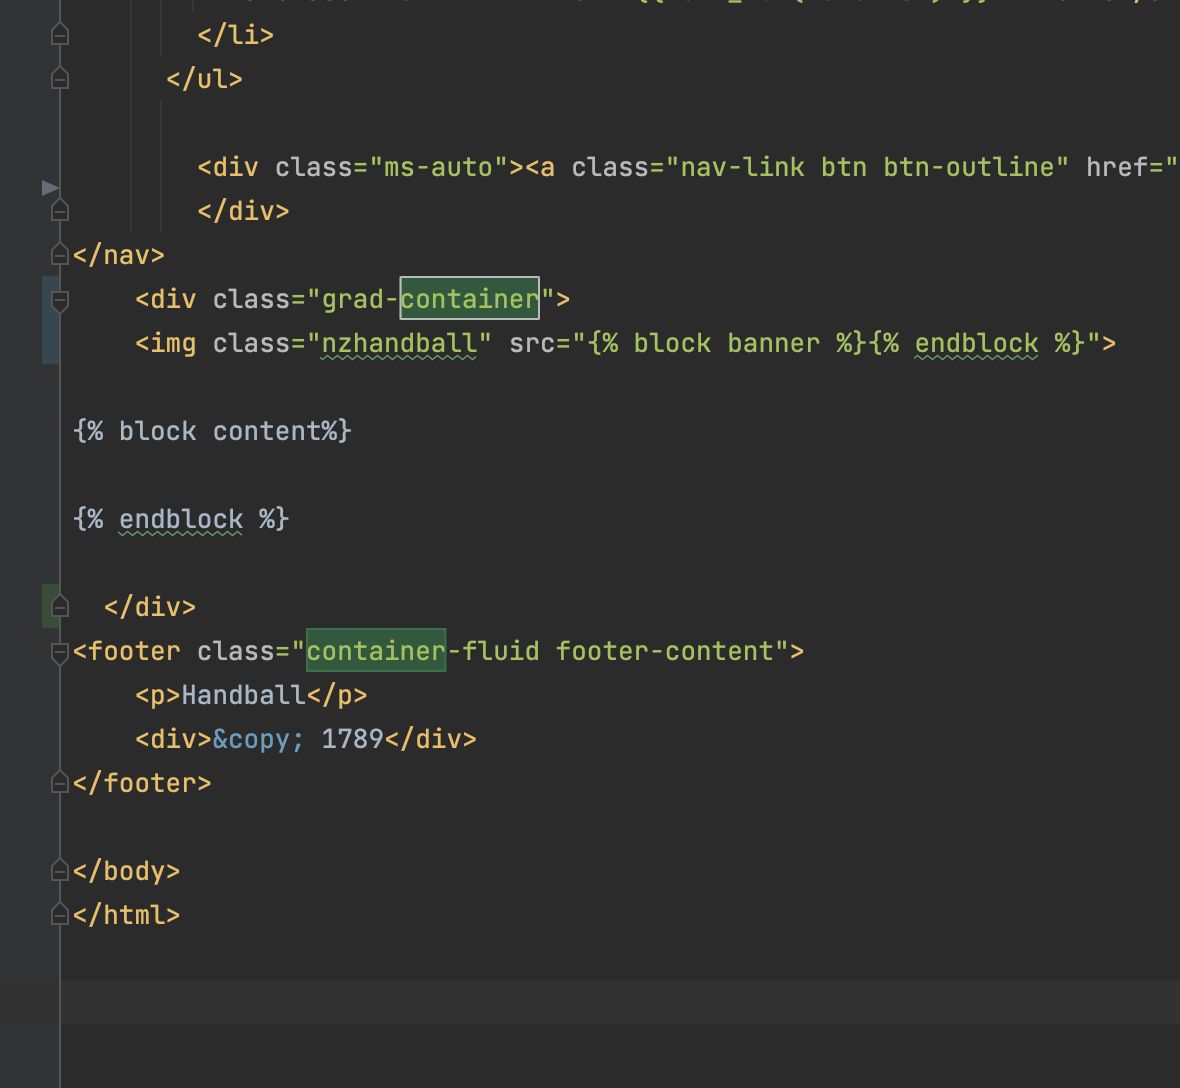 </li>
</ul>
<div class="ms-auto"><a class="nav-link btn btn-outline" href="
</div>
</nav>
<div class="grad-container">
<img class="nzhandball" src="{% block banner %}{% endblock %}">
{% block content%}
{% endblock %}
</div>
<footer class="container-fluid footer-content">
<p>Handball</p>
<div>&copy; 1789</div>
</footer>
</body>
</html>